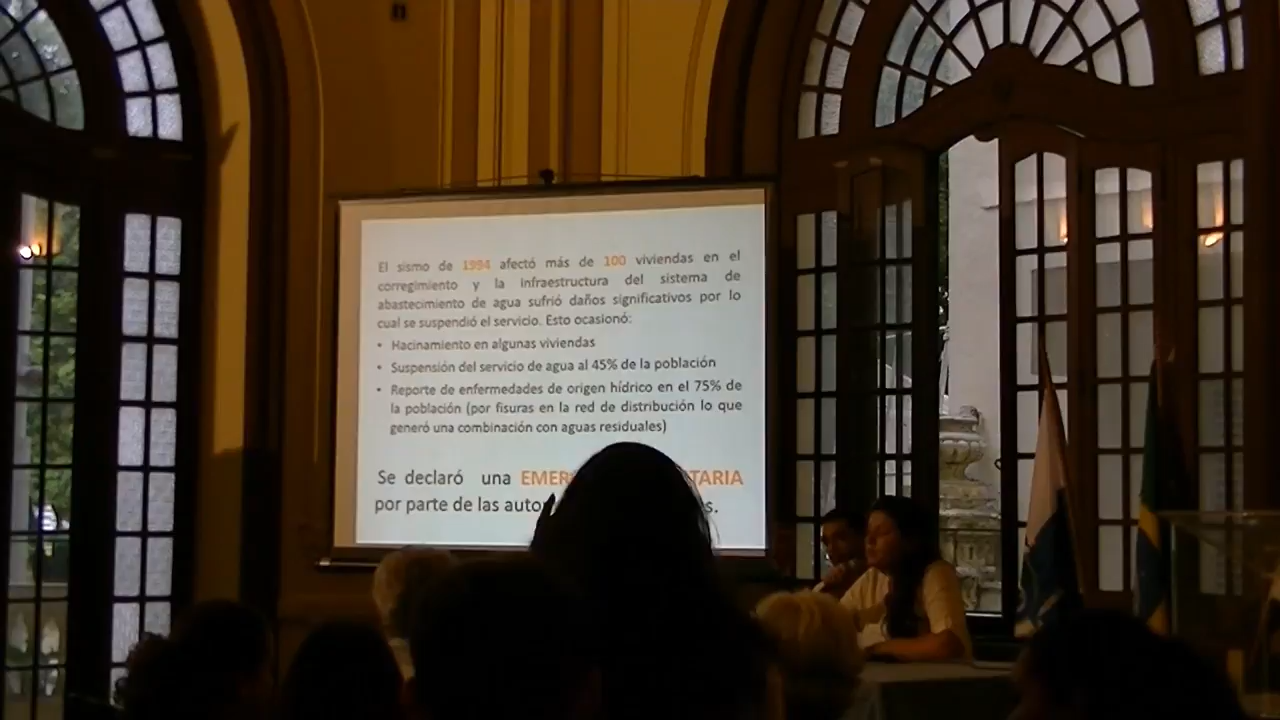 El sismo de 1994 afectó más de 100 viviendas en el
corregimiento y la infraestructura del sistema de
abastecimiento de agua sufrió daños significativos por lo
cual se suspendió el servicio. Esto ocasionó:
• Hacinamiento en algunas viviendas
• Suspensión del servicio de agua al 45% de la población
• Reporte de enfermedades de origen hídrico en el 75% de
la población (por fisuras en la red de distribución lo que
generó una combinación con aguas residuales)
Se declaró una
por parte de las